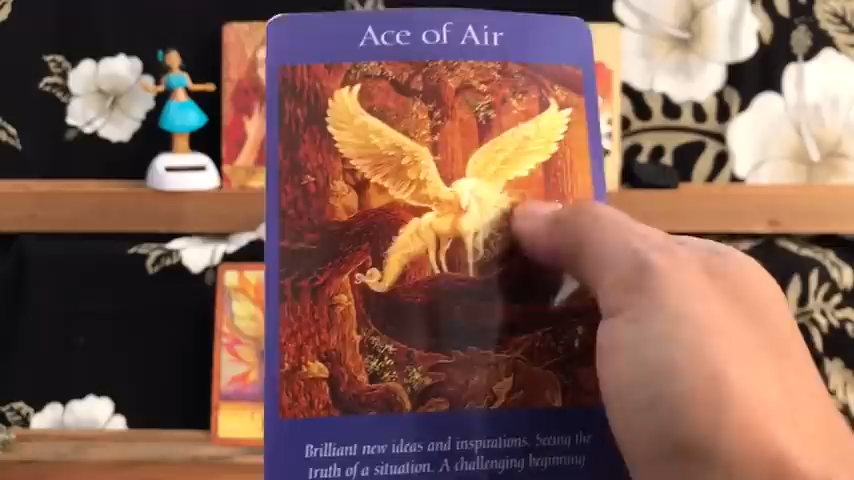 Ace of Air
Brilliant new ideas and inspirations. Seeing the
truth of a situation. A challenging beginning